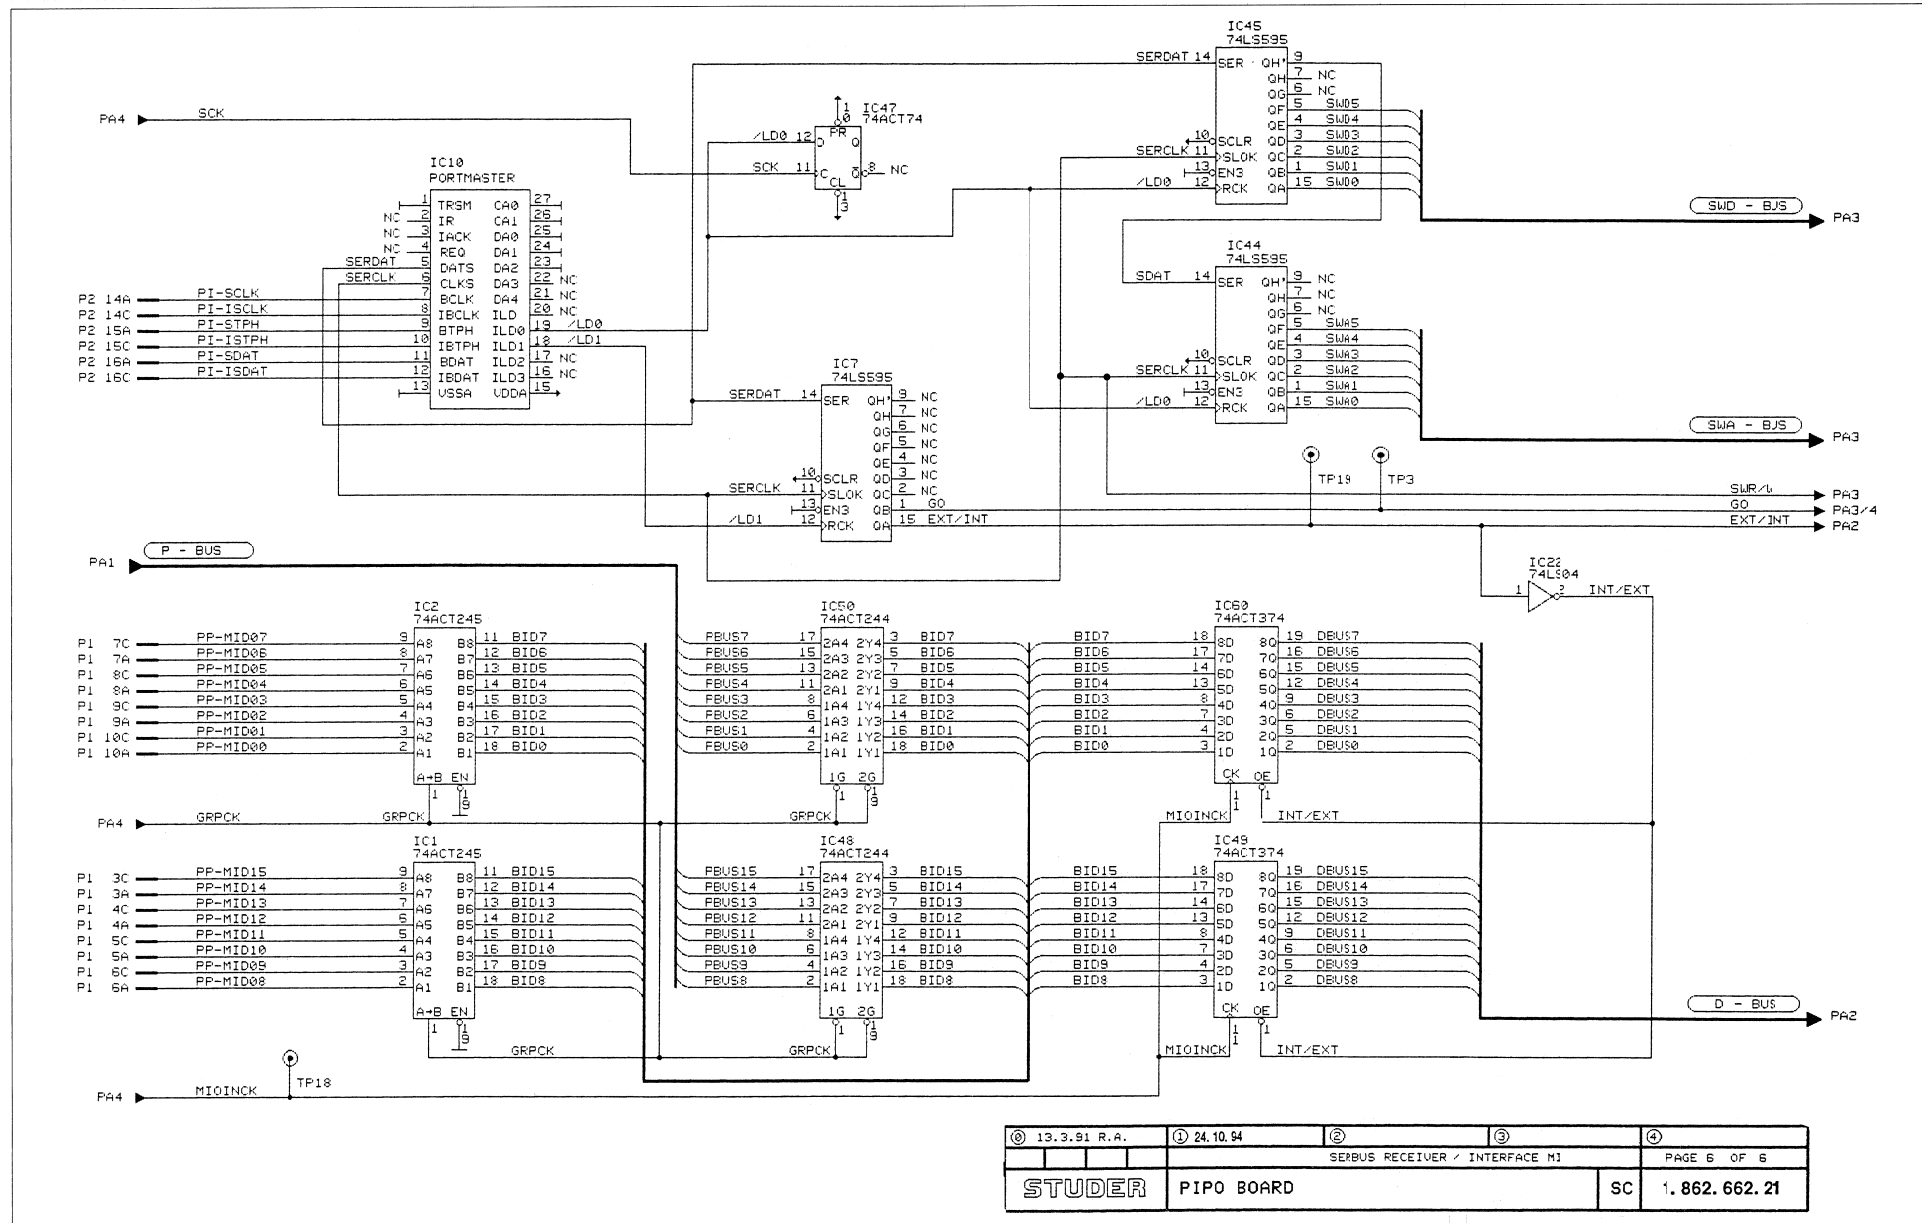 IC45
74LS595
SERDAT 14 SER QH' 9
QH 7 NC
QG 6 NC
QF 5 SWD5
QE 4 SWD4
10 SCLR QD 3 SWD3
SERCLK 11 SLOK QC 2 SWD2
13 EN3 QB 1 SWD1
/LD0 12 RCK QA 15 SWD0
SWD - BUS PA3
PA4 SCK
IC47
74ACT74
1 0
/LD0 12 D PR Q
SCK 11 C Q 8 NC
CL
1 3
IC10
PORTMASTER
1 TRSM CA0 27
NC 2 IR CA1 26
NC 3 IACK DA0 25
NC 4 REQ DA1 24
SERDAT 5 DATS DA2 23
SERCLK 6 CLKS DA3 22 NC
P2 14A PI-SCLK 7 BCLK DA4 21 NC
P2 14C PI-ISCLK 8 IBCLK ILD 20 NC
P2 15A PI-STPH 9 BTPH ILD0 19 /LD0
P2 15C PI-ISTPH 10 IBTPH ILD1 18 /LD1
P2 16A PI-SDAT 11 BDAT ILD2 17 NC
P2 16C PI-ISDAT 12 IBDAT ILD3 16 NC
13 VSSA VDDA 15
IC44
74LS595
SDAT 14 SER QH' 9 NC
QH 7 NC
QG 6 NC
QF 5 SWA5
QE 4 SWA4
10 SCLR QD 3 SWA3
SERCLK 11 SLOK QC 2 SWA2
13 EN3 QB 1 SWA1
/LD0 12 RCK QA 15 SWA0
SWA - BUS PA3
IC7
74LS595
SERDAT 14 SER QH' 9 NC
QH 7 NC
QG 6 NC
QF 5 NC
QE 4 NC
10 SCLR QD 3 NC
SERCLK 11 SLOK QC 2 NC
13 EN3 QB 1 GO
/LD1 12 RCK QA 15 EXT/INT
TP19 TP3
SWR/W PA3
GO PA3/4
EXT/INT PA2
PA1 P - BUS
IC22
74LS04
1 2 INT/EXT
IC2
74ACT245
P1 7C PP-MID07 9 A8 B8 11 BID7
P1 7A PP-MID06 8 A7 B7 12 BID6
P1 8C PP-MID05 7 A6 B6 13 BID5
P1 8A PP-MID04 6 A5 B5 14 BID4
P1 9C PP-MID03 5 A4 B4 15 BID3
P1 9A PP-MID02 4 A3 B3 16 BID2
P1 10C PP-MID01 3 A2 B2 17 BID1
P1 10A PP-MID00 2 A1 B1 18 BID0
A→B EN
1 19
PA4 GRPCK
IC50
74ACT244
PBUS7 17 2A4 2Y4 3 BID7
PBUS6 15 2A3 2Y3 5 BID6
PBUS5 13 2A2 2Y2 7 BID5
PBUS4 11 2A1 2Y1 9 BID4
PBUS3 8 1A4 1Y4 12 BID3
PBUS2 6 1A3 1Y3 14 BID2
PBUS1 4 1A2 1Y2 16 BID1
PBUS0 2 1A1 1Y1 18 BID0
1G 2G
1 19
GRPCK
IC60
74ACT374
BID7 18 8D 8Q 19 DBUS7
BID6 17 7D 7Q 16 DBUS6
BID5 14 6D 6Q 15 DBUS5
BID4 13 5D 5Q 12 DBUS4
BID3 8 4D 4Q 9 DBUS3
BID2 7 3D 3Q 6 DBUS2
BID1 4 2D 2Q 5 DBUS1
BID0 3 1D 1Q 2 DBUS0
CK OE
11 1
MIOINCK INT/EXT
IC1
74ACT245
P1 3C PP-MID15 9 A8 B8 11 BID15
P1 3A PP-MID14 8 A7 B7 12 BID14
P1 4C PP-MID13 7 A6 B6 13 BID13
P1 4A PP-MID12 6 A5 B5 14 BID12
P1 5C PP-MID11 5 A4 B4 15 BID11
P1 5A PP-MID10 4 A3 B3 16 BID10
P1 6C PP-MID09 3 A2 B2 17 BID9
P1 6A PP-MID08 2 A1 B1 18 BID8
A→B EN
1 19
GRPCK
IC48
74ACT244
PBUS15 17 2A4 2Y4 3 BID15
PBUS14 15 2A3 2Y3 5 BID14
PBUS13 13 2A2 2Y2 7 BID13
PBUS12 11 2A1 2Y1 9 BID12
PBUS11 8 1A4 1Y4 12 BID11
PBUS10 6 1A3 1Y3 14 BID10
PBUS9 4 1A2 1Y2 16 BID9
PBUS8 2 1A1 1Y1 18 BID8
1G 2G
1 19
GRPCK
IC49
74ACT374
BID15 18 8D 8Q 19 DBUS15
BID14 17 7D 7Q 16 DBUS14
BID13 14 6D 6Q 15 DBUS13
BID12 13 5D 5Q 12 DBUS12
BID11 8 4D 4Q 9 DBUS11
BID10 7 3D 3Q 6 DBUS10
BID9 4 2D 2Q 5 DBUS9
BID8 3 1D 1Q 2 DBUS8
CK OE
11 1
MIOINCK INT/EXT
D - BUS PA2
TP18
PA4 MIOINCK
⓪ 13.3.91 R.A. ① 24.10.94 ② ③ ④
SERBUS RECEIVER / INTERFACE MI PAGE 6 OF 6
STUDER PIPO BOARD SC 1.862.662.21